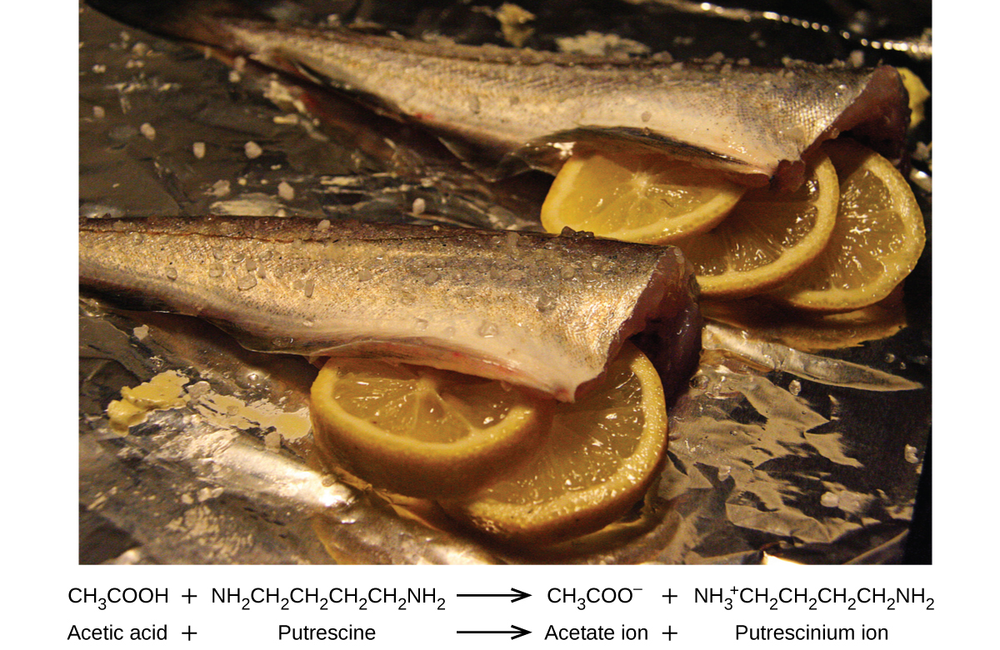 CH₃COOH + NH₂CH₂CH₂CH₂CH₂NH₂ ⟶ CH₃COO⁻ + NH₃⁺CH₂CH₂CH₂CH₂NH₂
Acetic acid + Putrescine ⟶ Acetate ion + Putrescinium ion